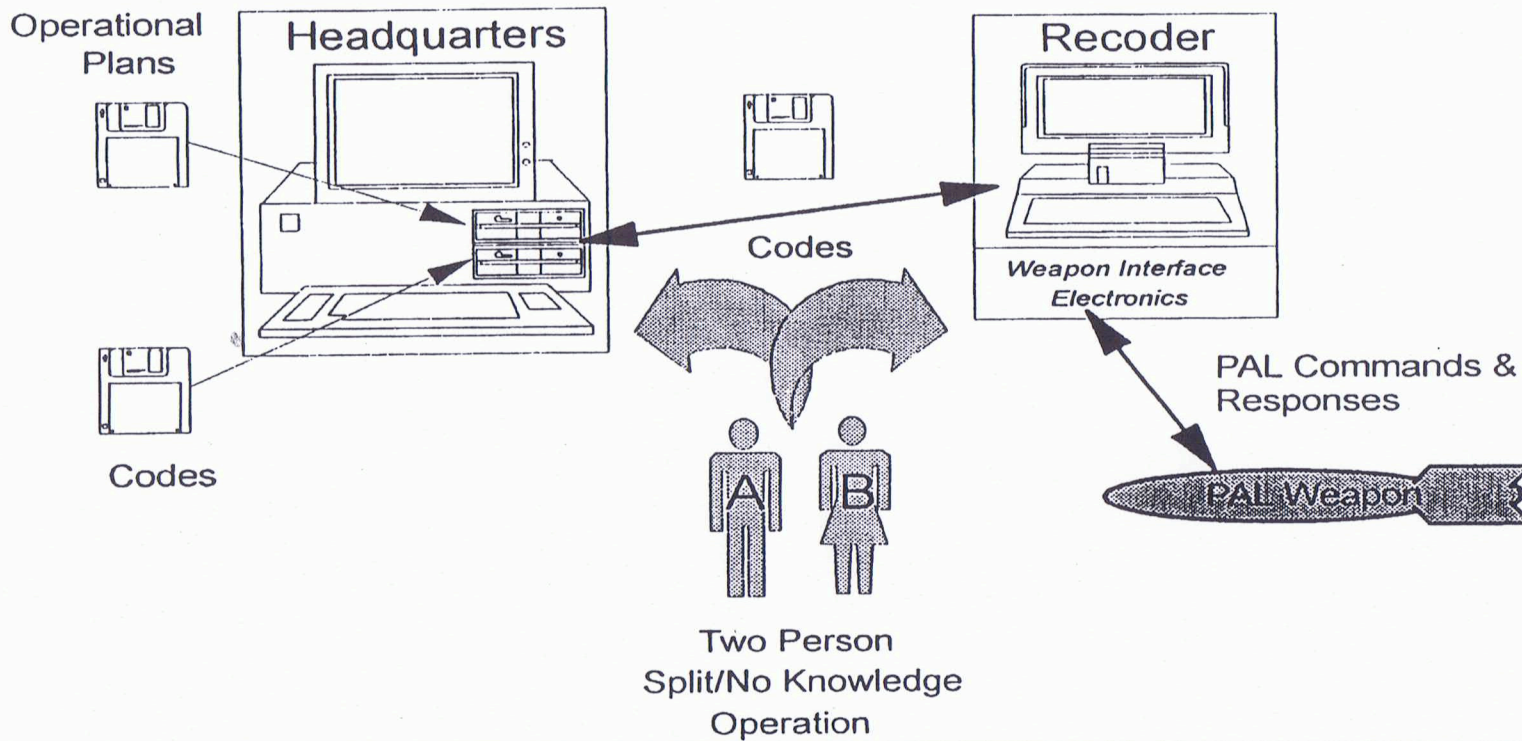 Operational
Plans
Headquarters
Recoder
Codes
Weapon Interface
Electronics
PAL Commands &
Responses
Codes
A
B
PAL Weapon
Two Person
Split/No Knowledge
Operation